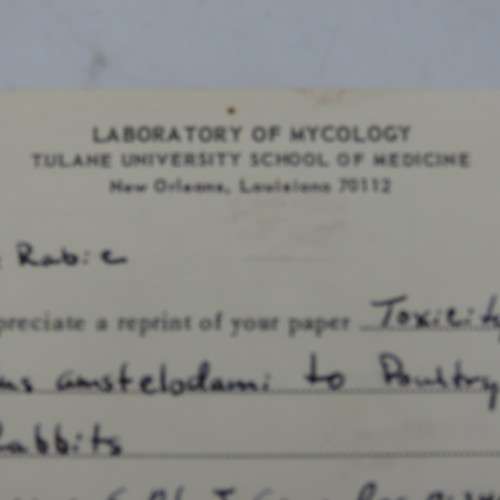 LABORATORY OF MYCOLOGY
TULANE UNIVERSITY SCHOOL OF MEDICINE
New Orleans, Louisiana 70112
Rabie
preciate a reprint of your paper Toxicity
us amstelodami to Poultry
Rabbits